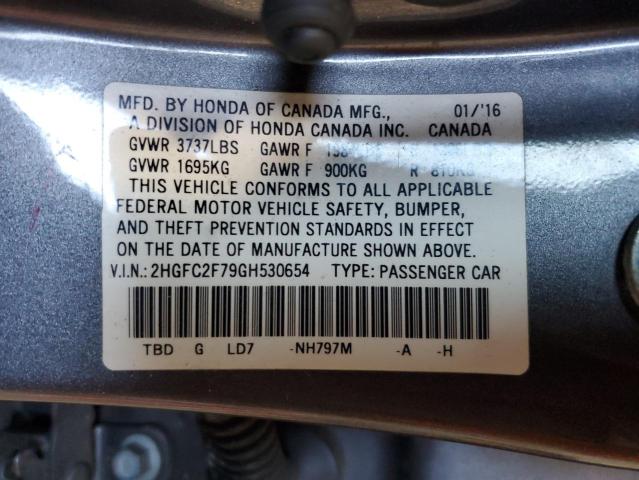 MFD. BY HONDA OF CANADA MFG., 01/'16
A DIVISION OF HONDA CANADA INC. CANADA
GVWR 3737LBS GAWR F
GVWR 1695KG GAWR F 900KG R 810KG
THIS VEHICLE CONFORMS TO ALL APPLICABLE
FEDERAL MOTOR VEHICLE SAFETY, BUMPER,
AND THEFT PREVENTION STANDARDS IN EFFECT
ON THE DATE OF MANUFACTURE SHOWN ABOVE.
V.I.N.: 2HGFC2F79GH530654 TYPE: PASSENGER CAR
TBD G LD7 -NH797M -A -H